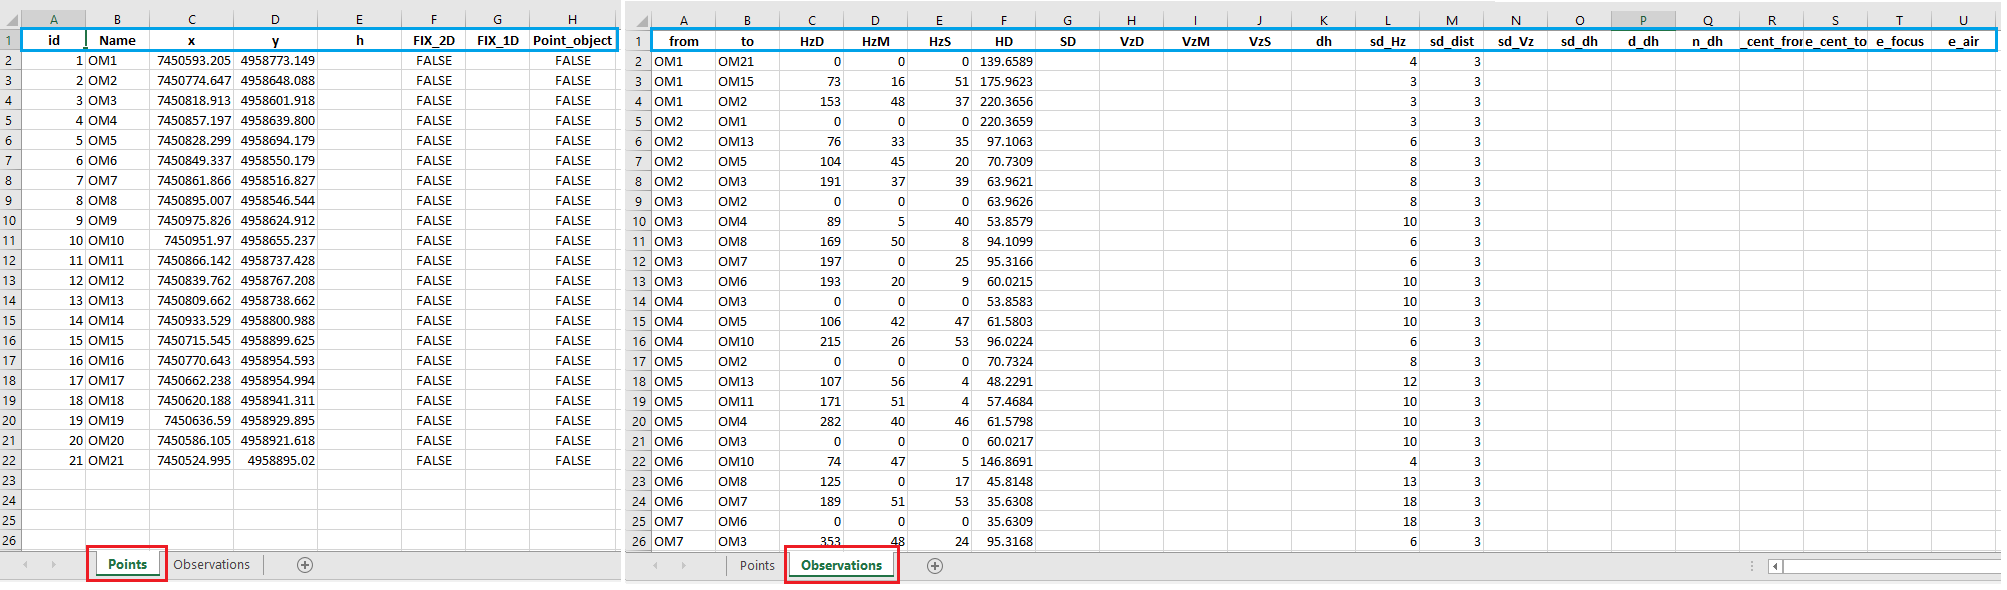 A B C D E F G H
1 id Name x y h FIX_2D FIX_1D Point_object
2 1 OM1 7450593.205 4958773.149 FALSE FALSE
3 2 OM2 7450774.647 4958648.088 FALSE FALSE
4 3 OM3 7450818.913 4958601.918 FALSE FALSE
5 4 OM4 7450857.197 4958639.800 FALSE FALSE
6 5 OM5 7450828.299 4958694.179 FALSE FALSE
7 6 OM6 7450849.337 4958550.179 FALSE FALSE
8 7 OM7 7450861.866 4958516.827 FALSE FALSE
9 8 OM8 7450895.007 4958546.544 FALSE FALSE
10 9 OM9 7450975.826 4958624.912 FALSE FALSE
11 10 OM10 7450951.97 4958655.237 FALSE FALSE
12 11 OM11 7450866.142 4958737.428 FALSE FALSE
13 12 OM12 7450839.762 4958767.208 FALSE FALSE
14 13 OM13 7450809.662 4958738.662 FALSE FALSE
15 14 OM14 7450933.529 4958800.988 FALSE FALSE
16 15 OM15 7450715.545 4958899.625 FALSE FALSE
17 16 OM16 7450770.643 4958954.593 FALSE FALSE
18 17 OM17 7450662.238 4958954.994 FALSE FALSE
19 18 OM18 7450620.188 4958941.311 FALSE FALSE
20 19 OM19 7450636.59 4958929.895 FALSE FALSE
21 20 OM20 7450586.105 4958921.618 FALSE FALSE
22 21 OM21 7450524.995 4958895.02 FALSE FALSE
23
24
25
26
Points Observations
A B C D E F G H I J K L M N O P Q R S T U
1 from to HzD HzM HzS HD SD VzD VzM VzS dh sd_Hz sd_dist sd_Vz sd_dh d_dh n_dh _cent_fror e_cent_to e_focus e_air
2 OM1 OM21 0 0 0 139.6589 4 3
3 OM1 OM15 73 16 51 175.9623 3 3
4 OM1 OM2 153 48 37 220.3656 3 3
5 OM2 OM1 0 0 0 220.3659 3 3
6 OM2 OM13 76 33 35 97.1063 6 3
7 OM2 OM5 104 45 20 70.7309 8 3
8 OM2 OM3 191 37 39 63.9621 8 3
9 OM3 OM2 0 0 0 63.9626 8 3
10 OM3 OM4 89 5 40 53.8579 10 3
11 OM3 OM8 169 50 8 94.1099 6 3
12 OM3 OM7 197 0 25 95.3166 6 3
13 OM3 OM6 193 20 9 60.0215 10 3
14 OM4 OM3 0 0 0 53.8583 10 3
15 OM4 OM5 106 42 47 61.5803 10 3
16 OM4 OM10 215 26 53 96.0224 6 3
17 OM5 OM2 0 0 0 70.7324 8 3
18 OM5 OM13 107 56 4 48.2291 12 3
19 OM5 OM11 171 51 4 57.4684 10 3
20 OM5 OM4 282 40 46 61.5798 10 3
21 OM6 OM3 0 0 0 60.0217 10 3
22 OM6 OM10 74 47 5 146.8691 4 3
23 OM6 OM8 125 0 17 45.8148 13 3
24 OM6 OM7 189 51 53 35.6308 18 3
25 OM7 OM6 0 0 0 35.6309 18 3
26 OM7 OM3 353 48 24 95.3168 6 3
Points Observations